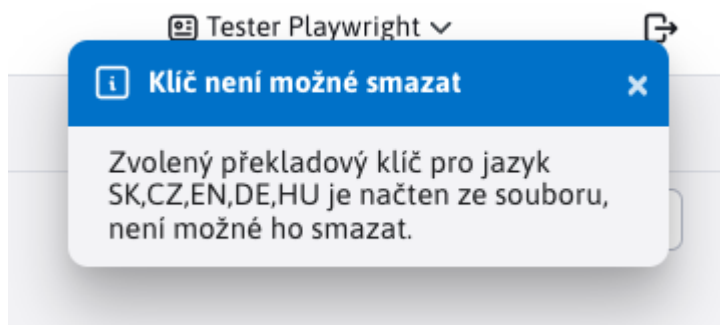 Tester Playwright
Klíč není možné smazat
Zvolený překladový klíč pro jazyk
SK,CZ,EN,DE,HU je načten ze souboru,
není možné ho smazat.